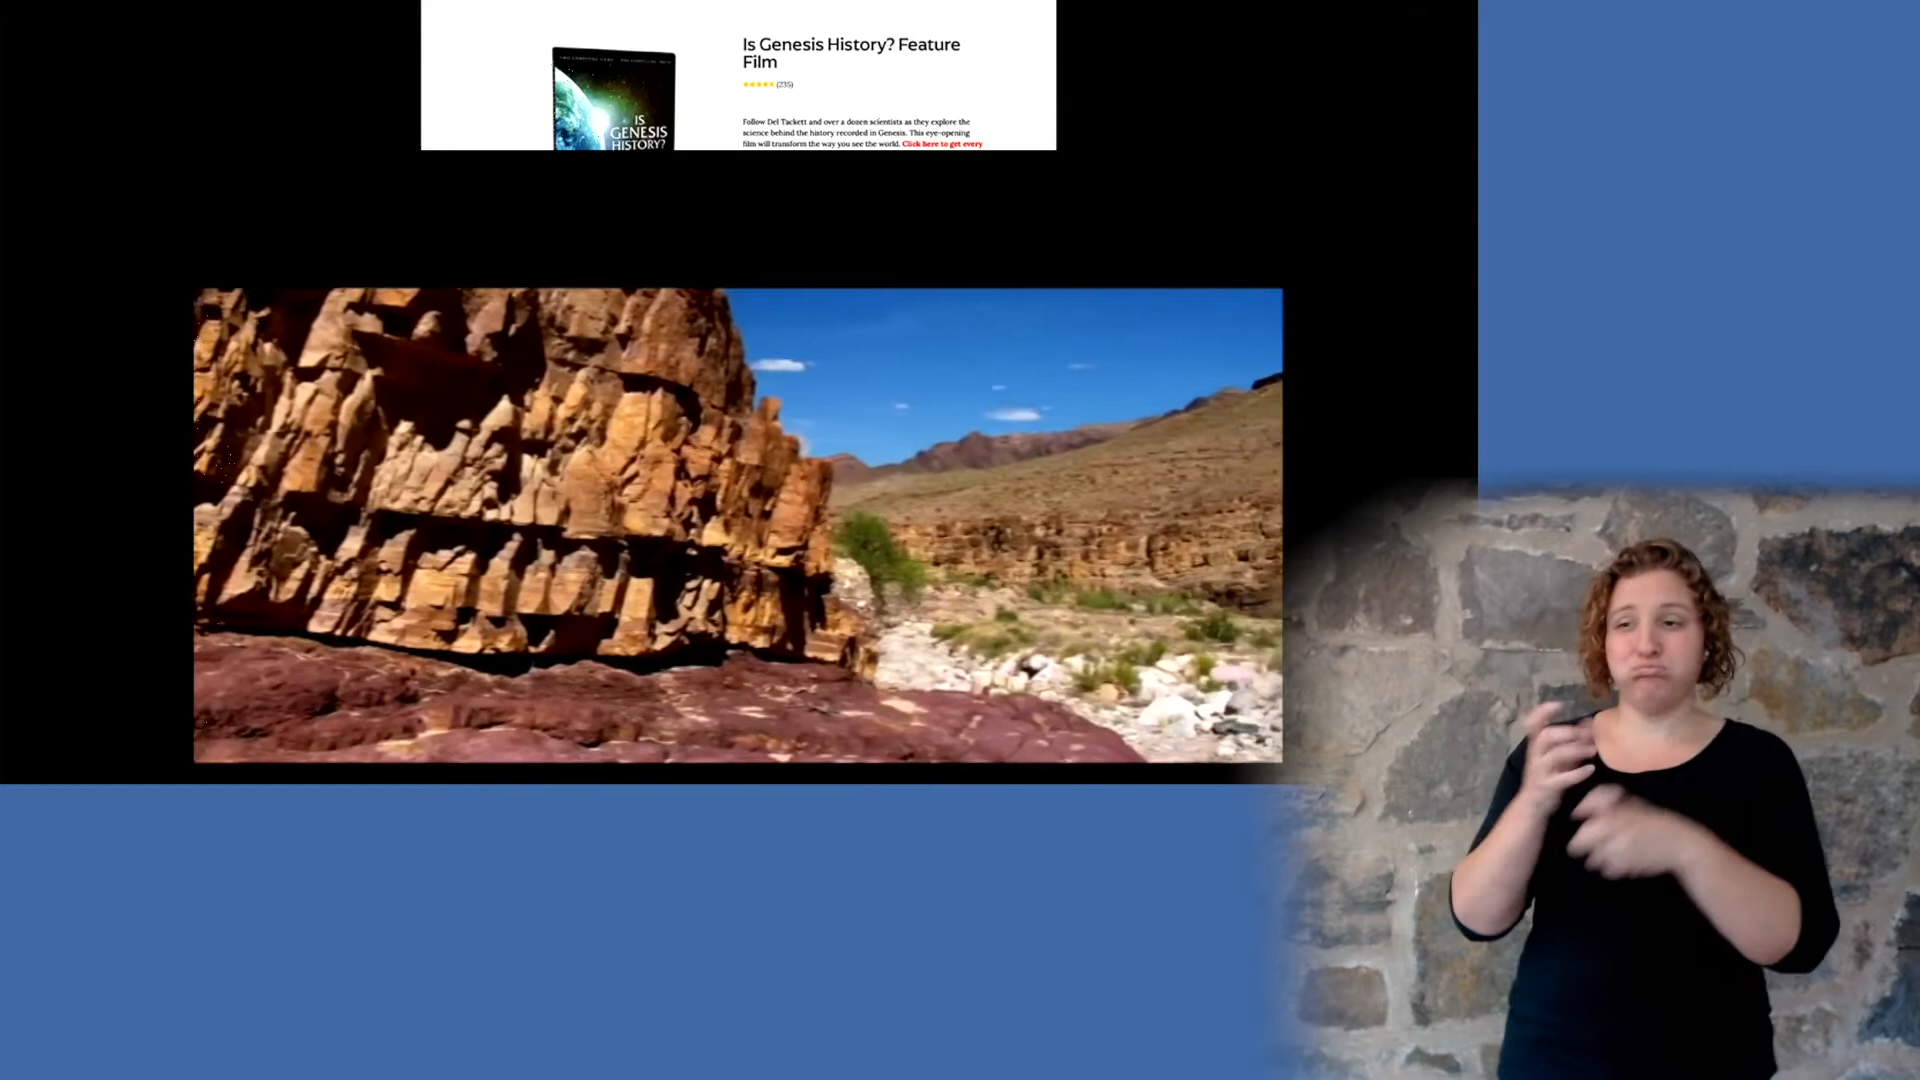 Is Genesis History? Feature
Film
(235)
Follow Del Tackett and over a dozen scientists as they explore the
science behind the history recorded in Genesis. This eye-opening
film will transform the way you see the world. Click here to get every
IS
GENESIS
HISTORY?